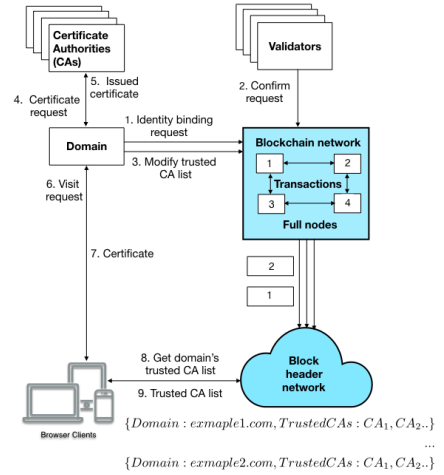 Certificate
Authorities
(CAs)
Validators
5. Issued
certificate
4. Certificate
request
2. Confirm
request
1. Identity binding
request
Domain
3. Modify trusted
CA list
Blockchain network
1
2
Transactions
3
4
Full nodes
6. Visit
request
7. Certificate
2
1
8. Get domain's
trusted CA list
9. Trusted CA list
Block
header
network
Browser Clients
{Domain : exmaple1.com, TrustedCAs : CA₁, CA₂..}
...
{Domain : exmaple2.com, TrustedCAs : CA₁, CA₂..}